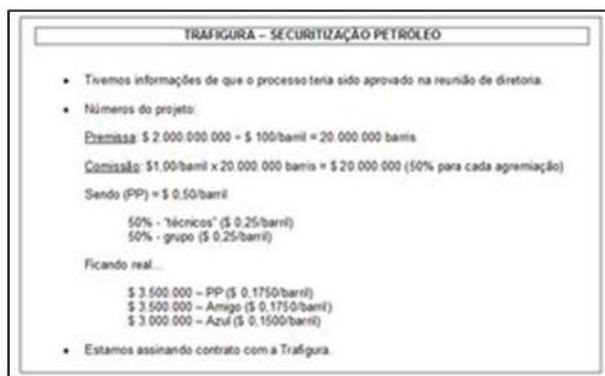 TRAFIGURA – SECURITIZAÇÃO PETRÓLEO
• Tivemos informações de que o processo teria sido aprovado na reunião de diretoria.
• Números do projeto:
Premissa: $ 2.000.000.000 ÷ $ 100/barril = 20.000.000 barris
Comissão: $1,00/barril x 20.000.000 barris = $ 20.000.000 (50% para cada agremiação)
Sendo (PP) = $ 0,50/barril
50% - "técnicos" ($ 0,25/barril)
50% - grupo ($ 0,25/barril)
Ficando real...
$ 3.500.000 – PP ($ 0,1750/barril)
$ 3.500.000 – Amigo ($ 0,1750/barril)
$ 3.000.000 – Azul ($ 0,1500/barril)
• Estamos assinando contrato com a Trafigura.